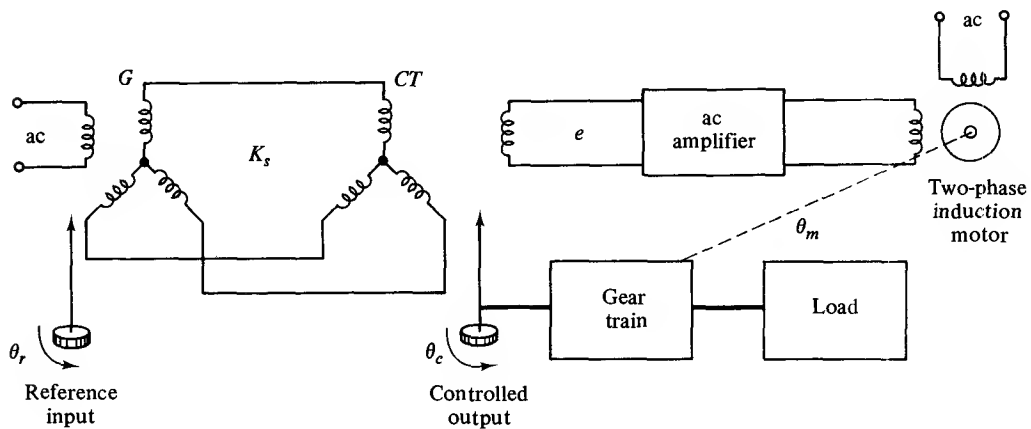 ac
G
CT
ac
K_s
e
ac
amplifier
Two-phase
induction
motor
θ_m
Gear
train
Load
θ_r
θ_c
Reference
input
Controlled
output